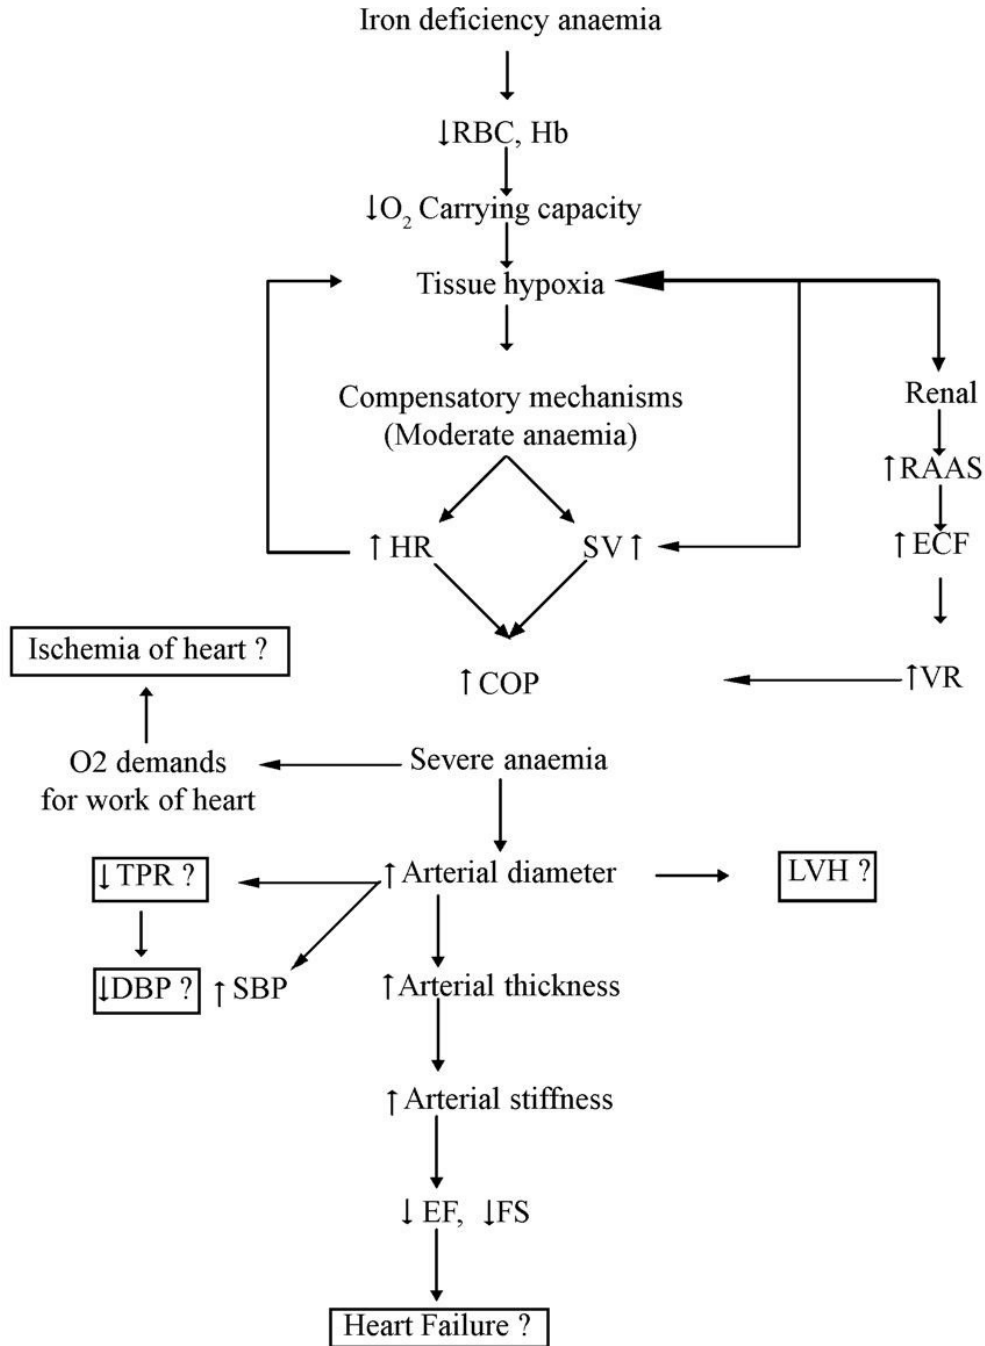 Iron deficiency anaemia
↓RBC, Hb
↓O₂ Carrying capacity
Tissue hypoxia
Compensatory mechanisms
(Moderate anaemia)
Renal
↑RAAS
↑HR
SV↑
↑ECF
Ischemia of heart ?
↑COP
↑VR
O2 demands
for work of heart
Severe anaemia
↓TPR ?
↑Arterial diameter
LVH ?
↓DBP ?
↑SBP
↑Arterial thickness
↑Arterial stiffness
↓EF, ↓FS
Heart Failure ?